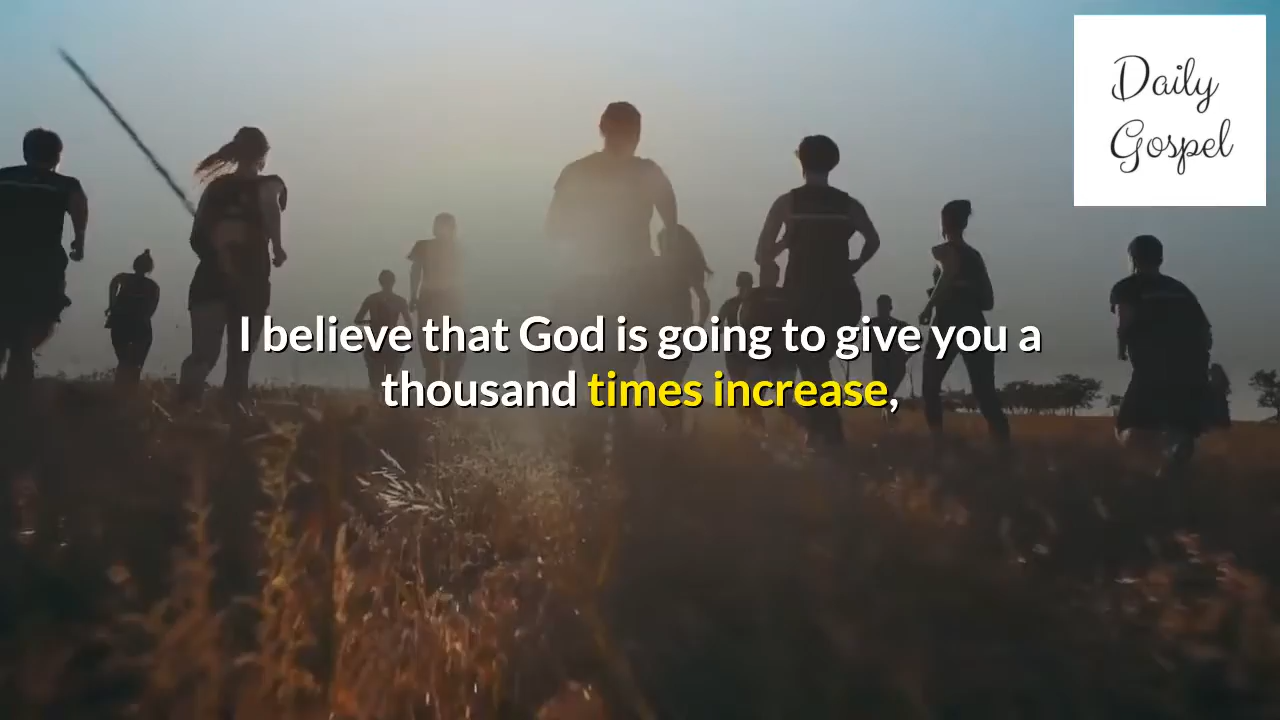 Daily
Gospel
I believe that God is going to give you a
thousand times increase,